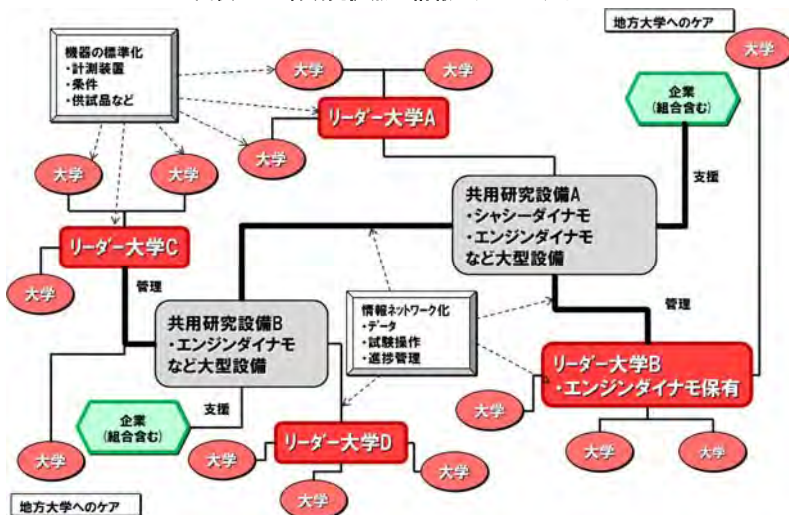 地方大学へのケア
機器の標準化
・計測装置
・条件
・供試品など
大学
大学
大学
企業
(組合含む)
リーダー大学A
大学
大学
大学
支援
共用研究設備A
・シャシーダイナモ
・エンジンダイナモ
など大型設備
リーダー大学C
大学
管理
情報ネットワーク化
・データ
・試験操作
・進捗管理
管理
共用研究設備B
・エンジンダイナモ
など大型設備
リーダー大学B
・エンジンダイナモ保有
支援
企業
(組合含む)
大学
リーダー大学D
大学
大学
大学
大学
大学
大学
大学
地方大学へのケア